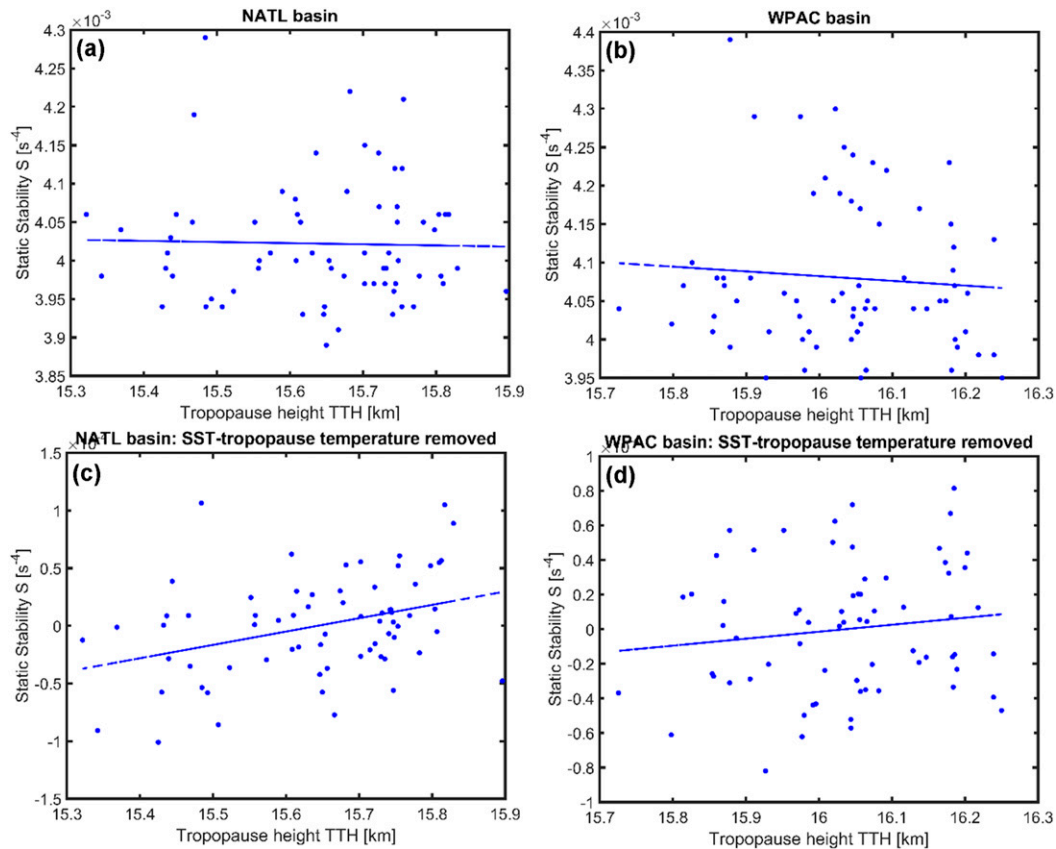 NATL basin
×10⁻³
(a)
4.3
4.25
4.2
4.15
4.1
4.05
4
3.95
3.9
3.85
Static Stability S [s⁻⁴]
15.3 15.4 15.5 15.6 15.7 15.8 15.9
Tropopause height TTH [km]
WPAC basin
×10⁻³
(b)
4.4
4.35
4.3
4.25
4.2
4.15
4.1
4.05
4
3.95
Static Stability S [s⁻⁴]
15.7 15.8 15.9 16 16.1 16.2 16.3
Tropopause height TTH [km]
NATL basin: SST-tropopause temperature removed
(c)
1.5
1
0.5
0
-0.5
-1
-1.5
Static Stability S [s⁻⁴]
15.3 15.4 15.5 15.6 15.7 15.8 15.9
Tropopause height TTH [km]
WPAC basin: SST-tropopause temperature removed
(d)
1
0.8
0.6
0.4
0.2
0
-0.2
-0.4
-0.6
-0.8
-1
Static Stability S [s⁻⁴]
15.7 15.8 15.9 16 16.1 16.2 16.3
Tropopause height TTH [km]